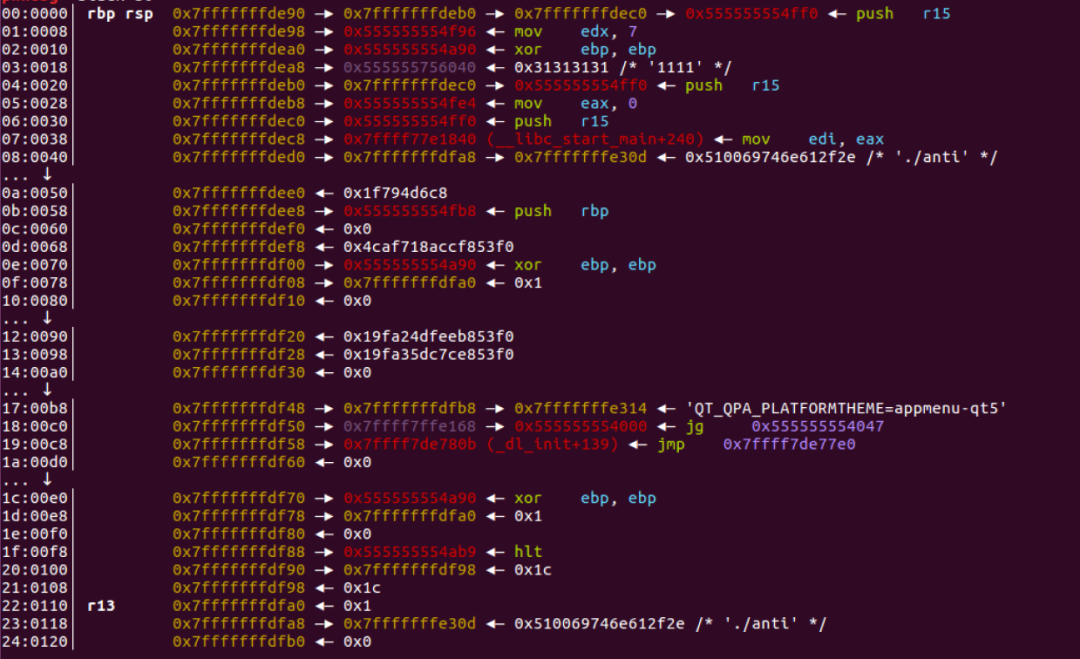 00:0000│ rbp rsp 0x7fffffffde90 —▸ 0x7fffffffdeb0 —▸ 0x7fffffffdec0 —▸ 0x555555554ff0 ◂— push r15
01:0008│ 0x7fffffffde98 —▸ 0x555555554f96 ◂— mov edx, 7
02:0010│ 0x7fffffffdea0 —▸ 0x555555554a90 ◂— xor ebp, ebp
03:0018│ 0x7fffffffdea8 —▸ 0x555555756040 ◂— 0x31313131 /* '1111' */
04:0020│ 0x7fffffffdeb0 —▸ 0x7fffffffdec0 —▸ 0x555555554ff0 ◂— push r15
05:0028│ 0x7fffffffdeb8 —▸ 0x555555554fe4 ◂— mov eax, 0
06:0030│ 0x7fffffffdec0 —▸ 0x555555554ff0 ◂— push r15
07:0038│ 0x7fffffffdec8 —▸ 0x7ffff77e1840 (__libc_start_main+240) ◂— mov edi, eax
08:0040│ 0x7fffffffded0 —▸ 0x7fffffffdfa8 —▸ 0x7fffffffe30d ◂— 0x510069746e612f2e /* './anti' */
... ↓
0a:0050│ 0x7fffffffdee0 ◂— 0x1f794d6c8
0b:0058│ 0x7fffffffdee8 —▸ 0x555555554fb8 ◂— push rbp
0c:0060│ 0x7fffffffdef0 ◂— 0x0
0d:0068│ 0x7fffffffdef8 ◂— 0x4caf718accf853f0
0e:0070│ 0x7fffffffdf00 —▸ 0x555555554a90 ◂— xor ebp, ebp
0f:0078│ 0x7fffffffdf08 —▸ 0x7fffffffdfa0 ◂— 0x1
10:0080│ 0x7fffffffdf10 ◂— 0x0
... ↓
12:0090│ 0x7fffffffdf20 ◂— 0x19fa24dfeeb853f0
13:0098│ 0x7fffffffdf28 ◂— 0x19fa35dc7ce853f0
14:00a0│ 0x7fffffffdf30 ◂— 0x0
... ↓
17:00b8│ 0x7fffffffdf48 —▸ 0x7fffffffdfb8 —▸ 0x7fffffffe314 ◂— 'QT_QPA_PLATFORMTHEME=appmenu-qt5'
18:00c0│ 0x7fffffffdf50 —▸ 0x7ffff7ffe168 —▸ 0x555555554000 ◂— jg 0x555555554047
19:00c8│ 0x7fffffffdf58 —▸ 0x7ffff7de780b (_dl_init+139) ◂— jmp 0x7ffff7de77e0
1a:00d0│ 0x7fffffffdf60 ◂— 0x0
... ↓
1c:00e0│ 0x7fffffffdf70 —▸ 0x555555554a90 ◂— xor ebp, ebp
1d:00e8│ 0x7fffffffdf78 —▸ 0x7fffffffdfa0 ◂— 0x1
1e:00f0│ 0x7fffffffdf80 ◂— 0x0
1f:00f8│ 0x7fffffffdf88 —▸ 0x555555554ab9 ◂— hlt
20:0100│ 0x7fffffffdf90 —▸ 0x7fffffffdf98 ◂— 0x1c
21:0108│ 0x7fffffffdf98 ◂— 0x1c
22:0110│ r13 0x7fffffffdfa0 ◂— 0x1
23:0118│ 0x7fffffffdfa8 —▸ 0x7fffffffe30d ◂— 0x510069746e612f2e /* './anti' */
24:0120│ 0x7fffffffdfb0 ◂— 0x0